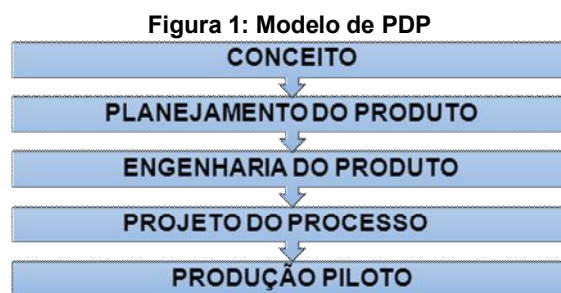 Figura 1: Modelo de PDP
CONCEITO
PLANEJAMENTO DO PRODUTO
ENGENHARIA DO PRODUTO
PROJETO DO PROCESSO
PRODUÇÃO PILOTO